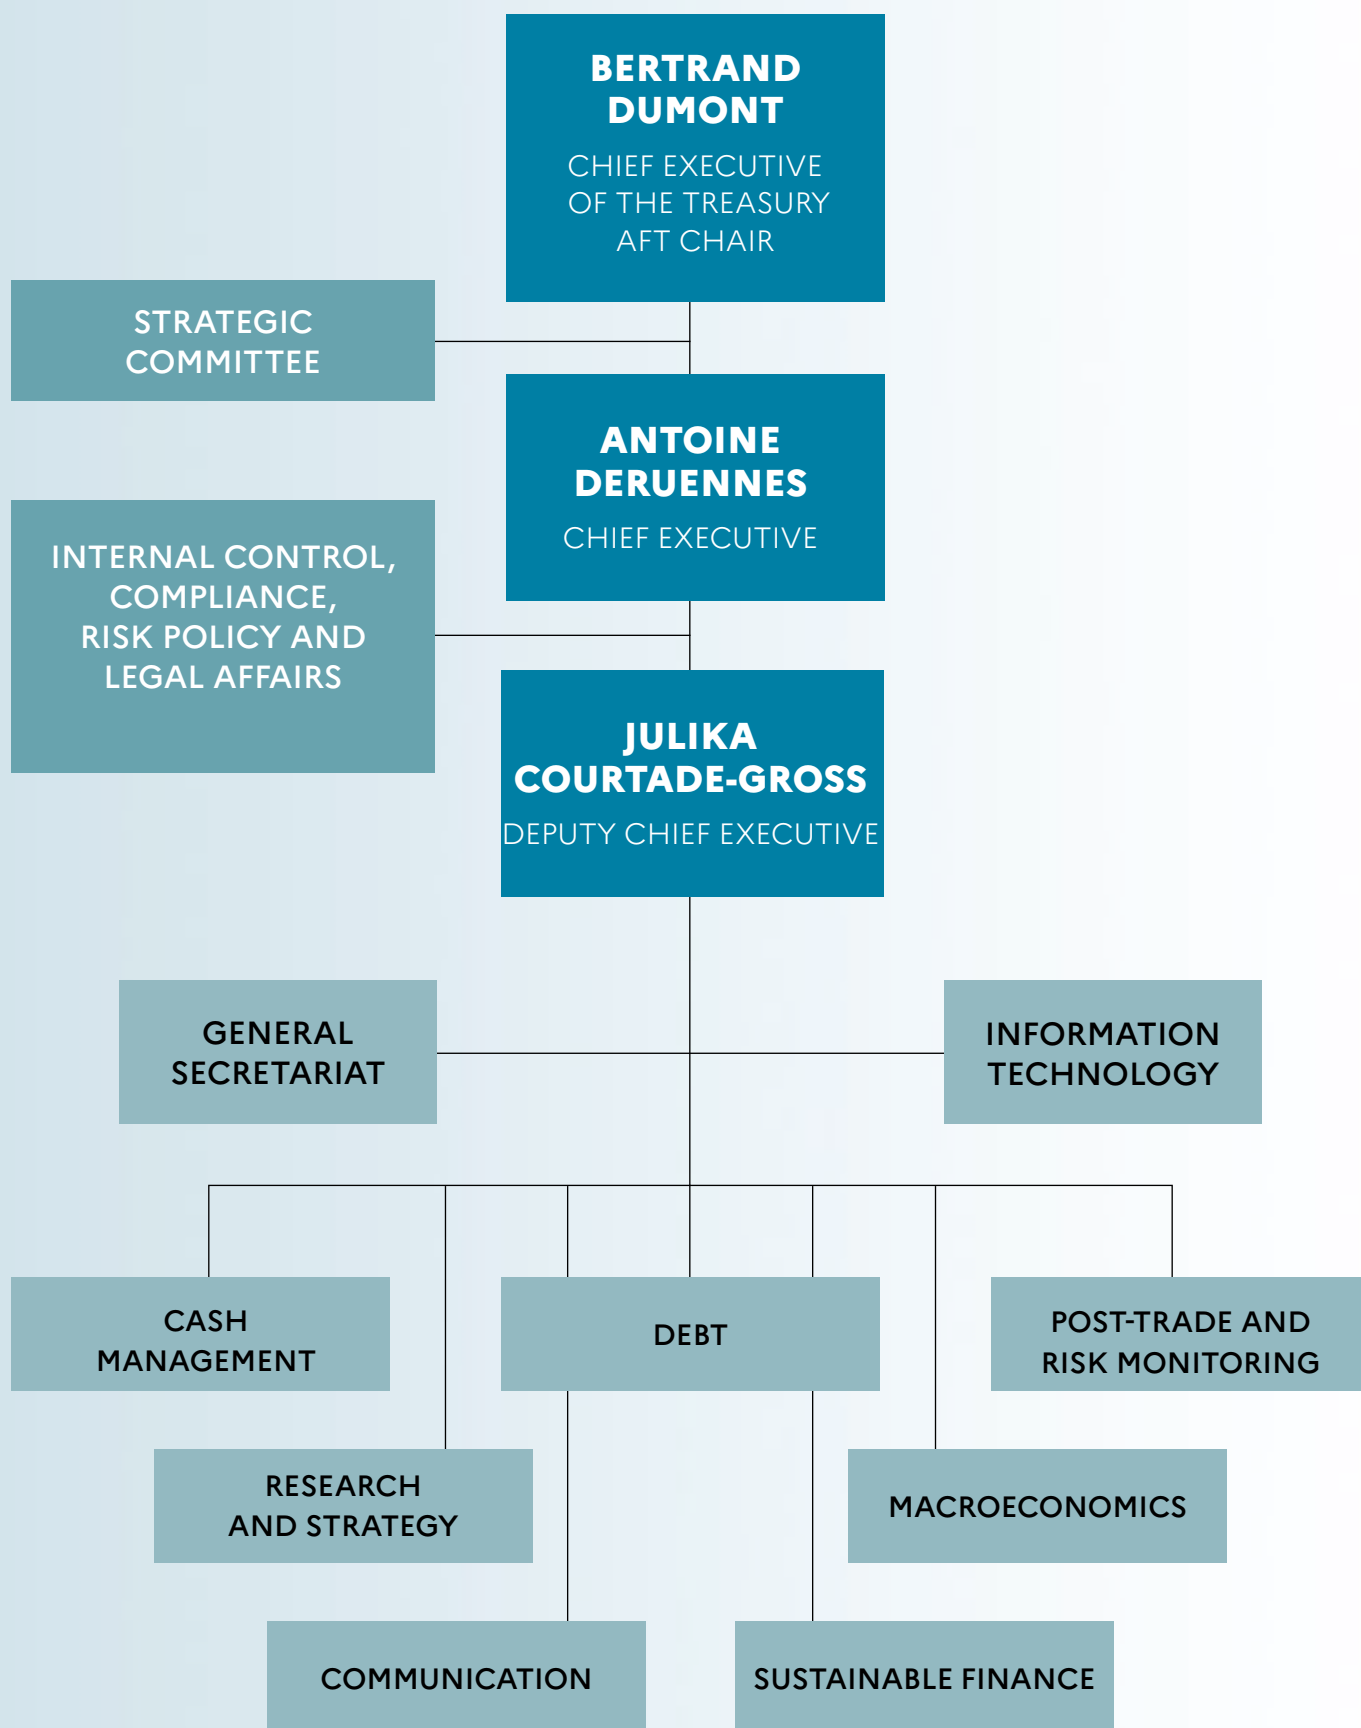 BERTRAND
DUMONT
CHIEF EXECUTIVE
OF THE TREASURY
AFT CHAIR
STRATEGIC
COMMITTEE
ANTOINE
DERUENNES
CHIEF EXECUTIVE
INTERNAL CONTROL,
COMPLIANCE,
RISK POLICY AND
LEGAL AFFAIRS
JULIKA
COURTADE-GROSS
DEPUTY CHIEF EXECUTIVE
GENERAL
SECRETARIAT
INFORMATION
TECHNOLOGY
CASH
MANAGEMENT
DEBT
POST-TRADE AND
RISK MONITORING
RESEARCH
AND STRATEGY
MACROECONOMICS
COMMUNICATION
SUSTAINABLE FINANCE